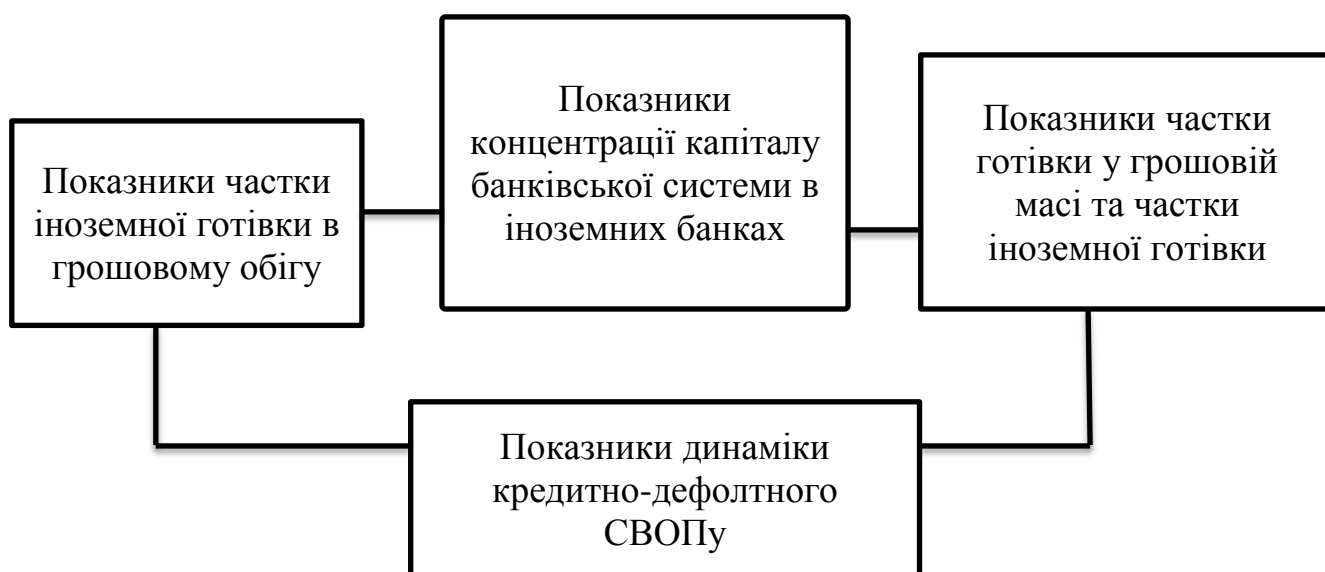 Показники частки
іноземної готівки в
грошовому обігу
Показники
концентрації капіталу
банківської системи в
іноземних банках
Показники частки
готівки у грошовій
масі та частки
іноземної готівки
Показники динаміки
кредитно-дефолтного
СВОПу